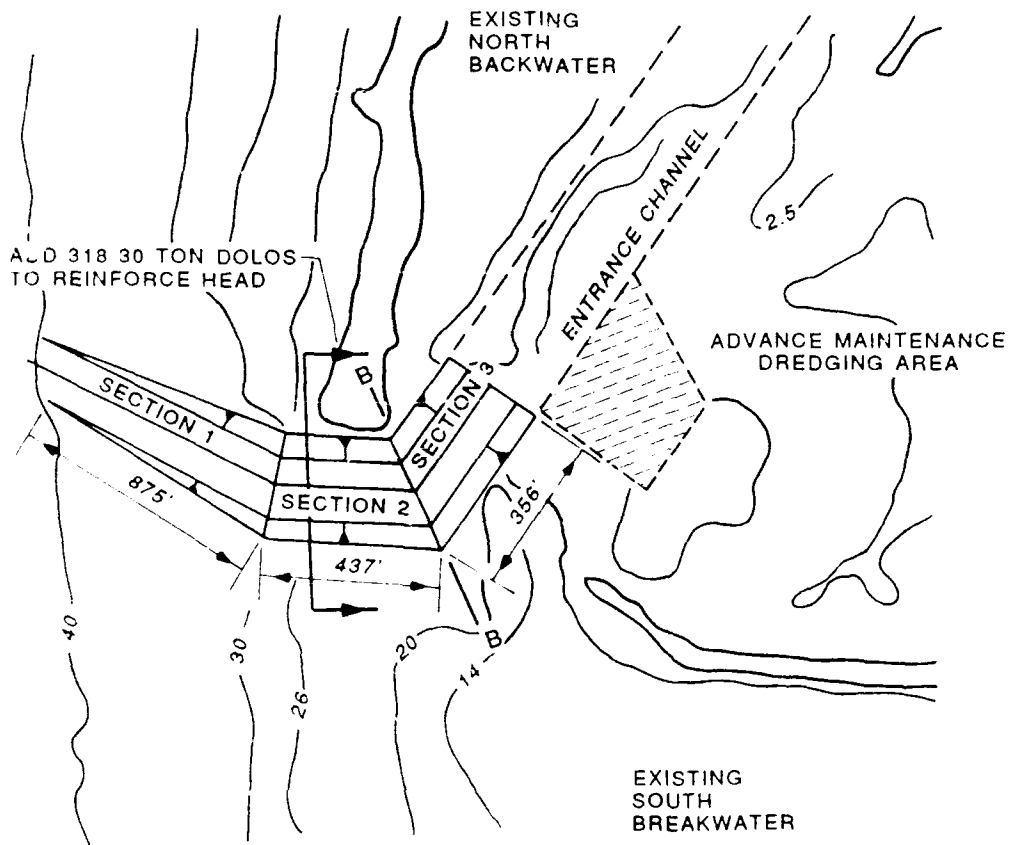 EXISTING
NORTH
BACKWATER
ENTRANCE CHANNEL
2.5
318 30 TON DOLOS
TO REINFORCE HEAD
ADVANCE MAINTENANCE
DREDGING AREA
B
SECTION 1
SECTION 3
SECTION 2
875'
356'
437'
40
30
26
20
14
B
EXISTING
SOUTH
BREAKWATER